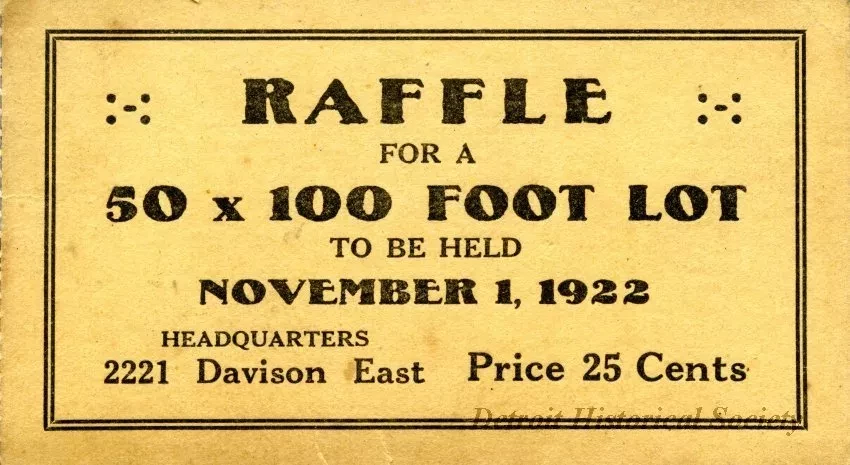 :-: RAFFLE :-:
FOR A
50 x 100 FOOT LOT
TO BE HELD
NOVEMBER 1, 1922
HEADQUARTERS
2221 Davison East Price 25 Cents
Detroit Historical Society